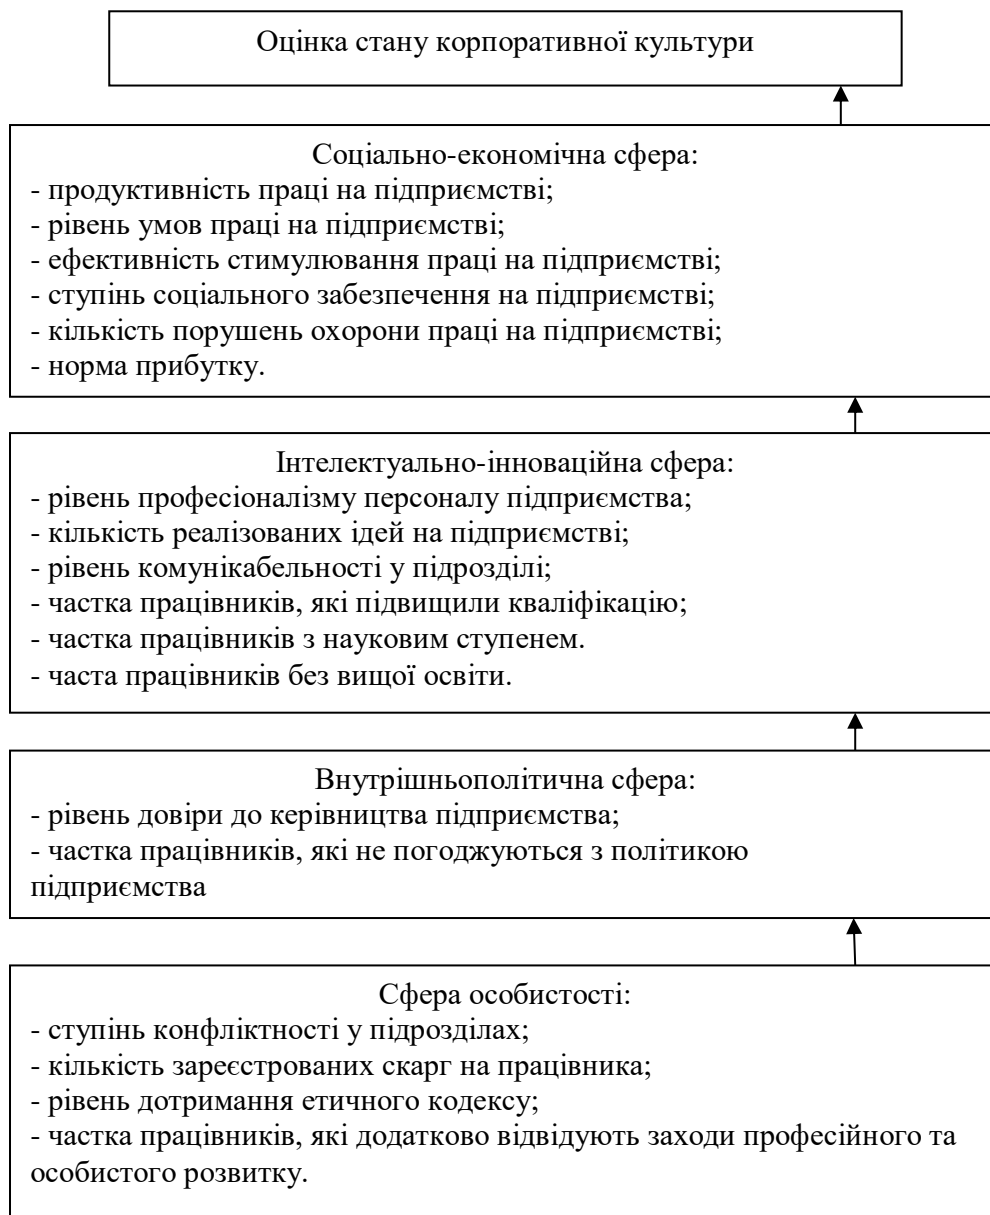 Оцінка стану корпоративної культури
Соціально-економічна сфера:
- продуктивність праці на підприємстві;
- рівень умов праці на підприємстві;
- ефективність стимулювання праці на підприємстві;
- ступінь соціального забезпечення на підприємстві;
- кількість порушень охорони праці на підприємстві;
- норма прибутку.
Інтелектуально-інноваційна сфера:
- рівень професіоналізму персоналу підприємства;
- кількість реалізованих ідей на підприємстві;
- рівень комунікабельності у підрозділі;
- частка працівників, які підвищили кваліфікацію;
- частка працівників з науковим ступенем.
- часта працівників без вищої освіти.
Внутрішньополітична сфера:
- рівень довіри до керівництва підприємства;
- частка працівників, які не погоджуються з політикою
підприємства
Сфера особистості:
- ступінь конфліктності у підрозділах;
- кількість зареєстрованих скарг на працівника;
- рівень дотримання етичного кодексу;
- частка працівників, які додатково відвідують заходи професійного та
особистого розвитку.